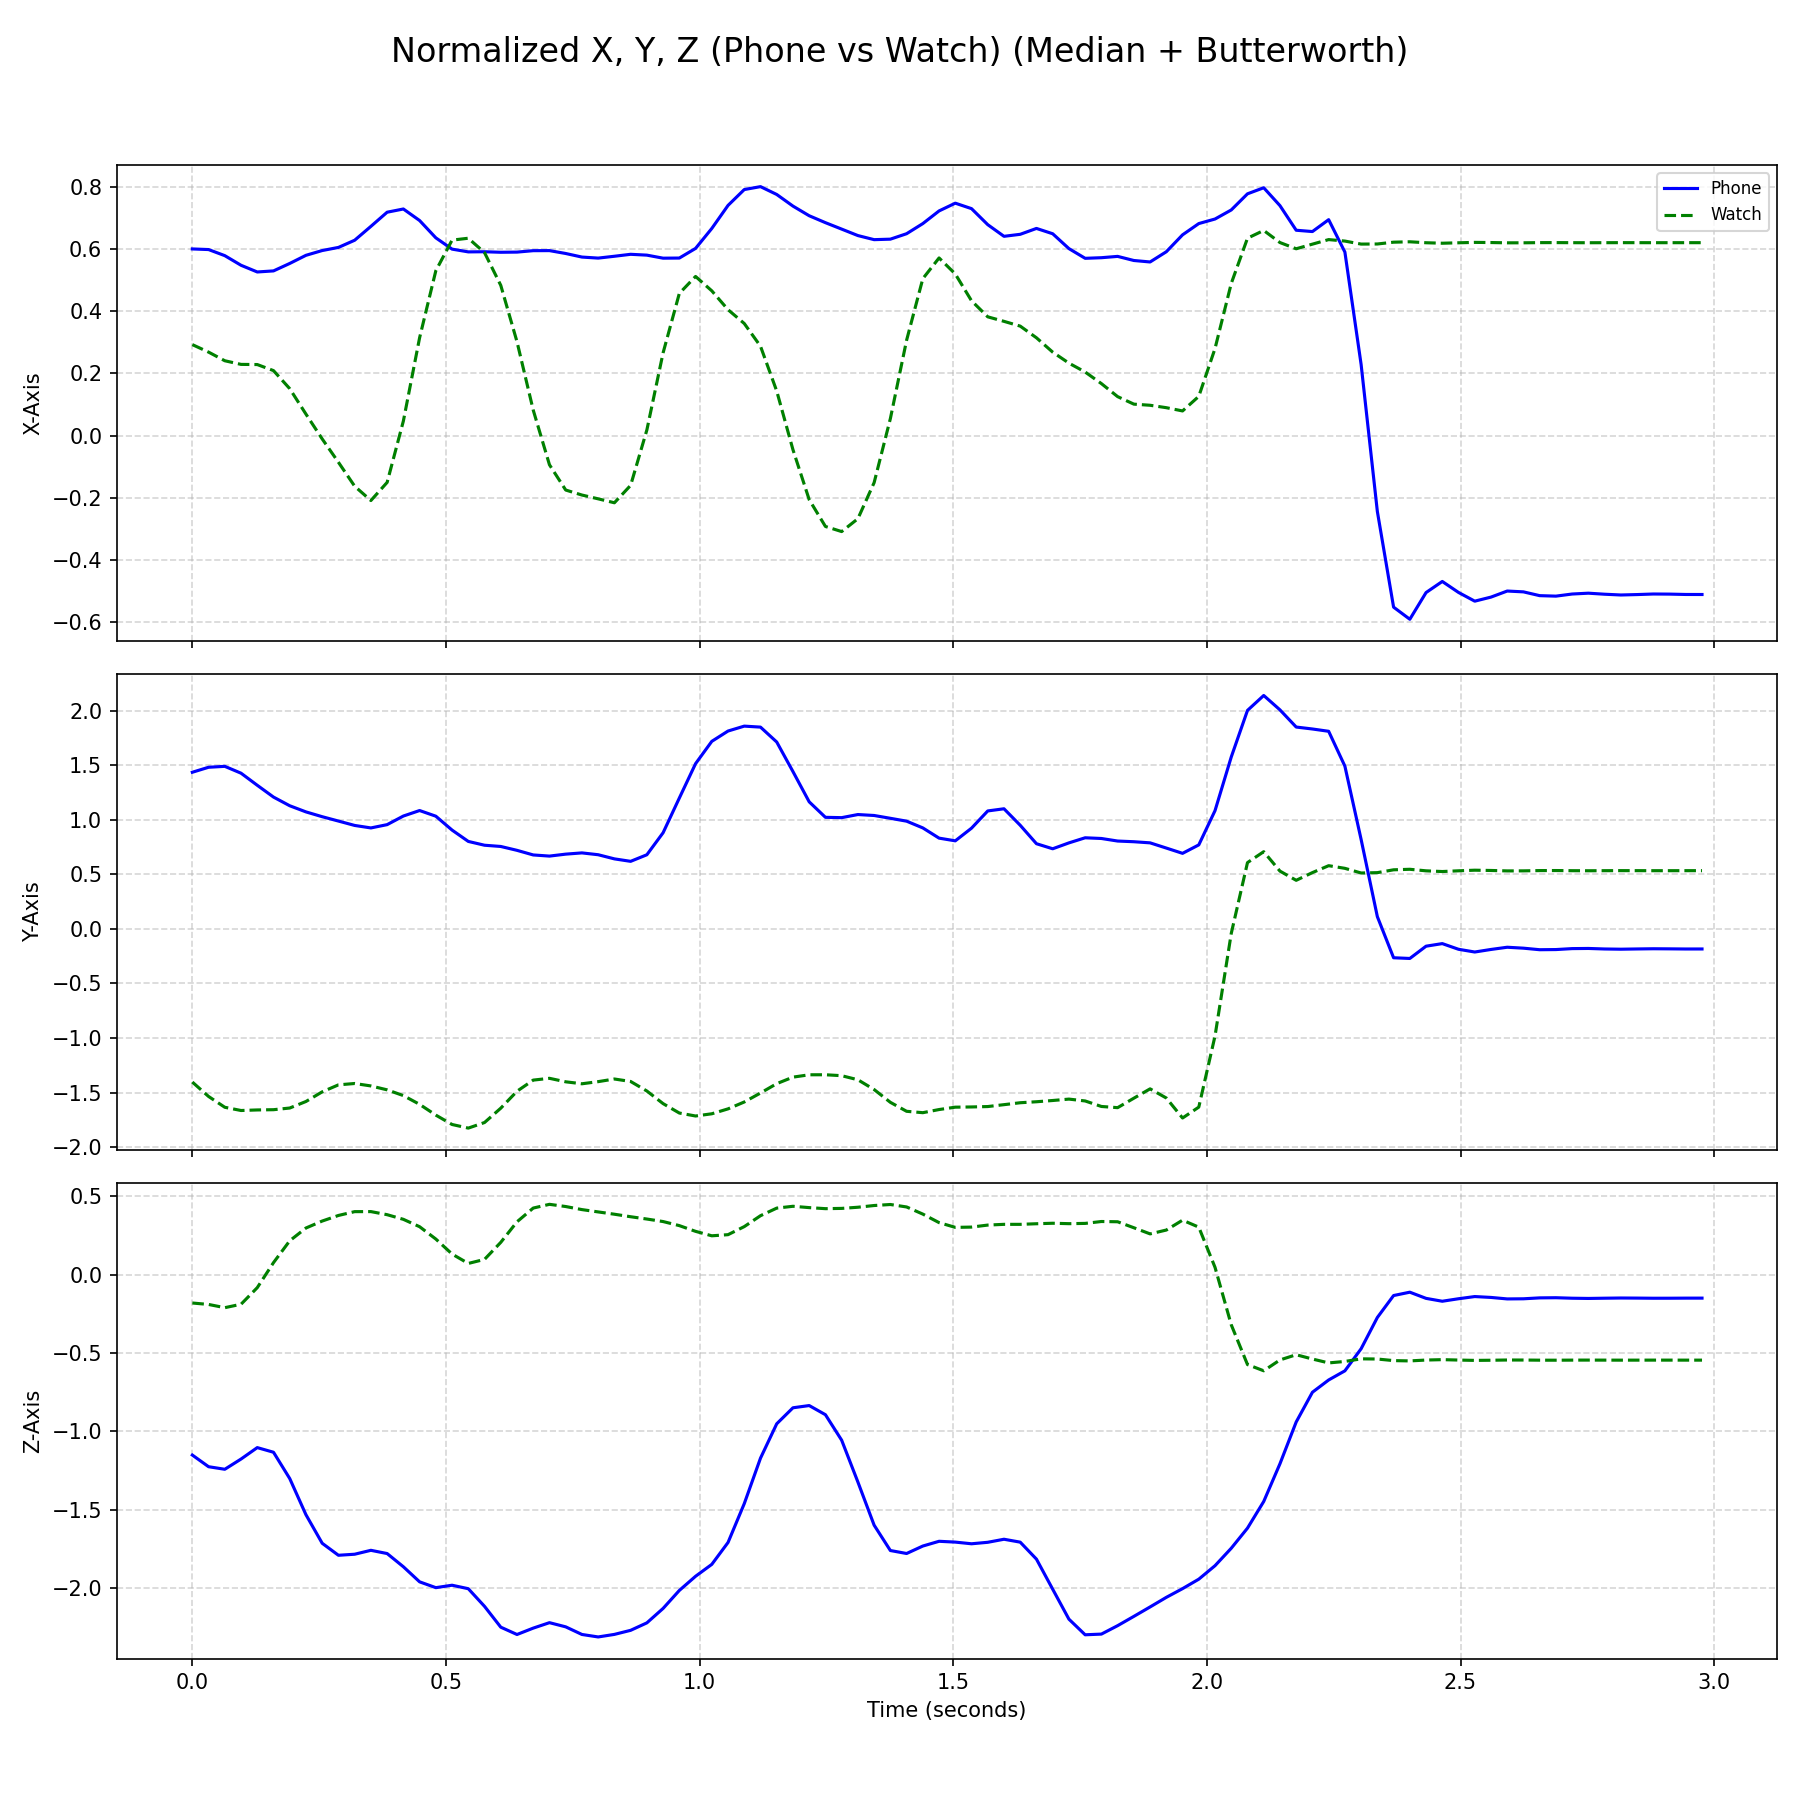 Normalized X, Y, Z (Phone vs Watch) (Median + Butterworth)
Phone
Watch
X-Axis
0.8
0.6
0.4
0.2
0.0
−0.2
−0.4
−0.6
Y-Axis
2.0
1.5
1.0
0.5
0.0
−0.5
−1.0
−1.5
−2.0
Z-Axis
0.5
0.0
−0.5
−1.0
−1.5
−2.0
0.0 0.5 1.0 1.5 2.0 2.5 3.0
Time (seconds)